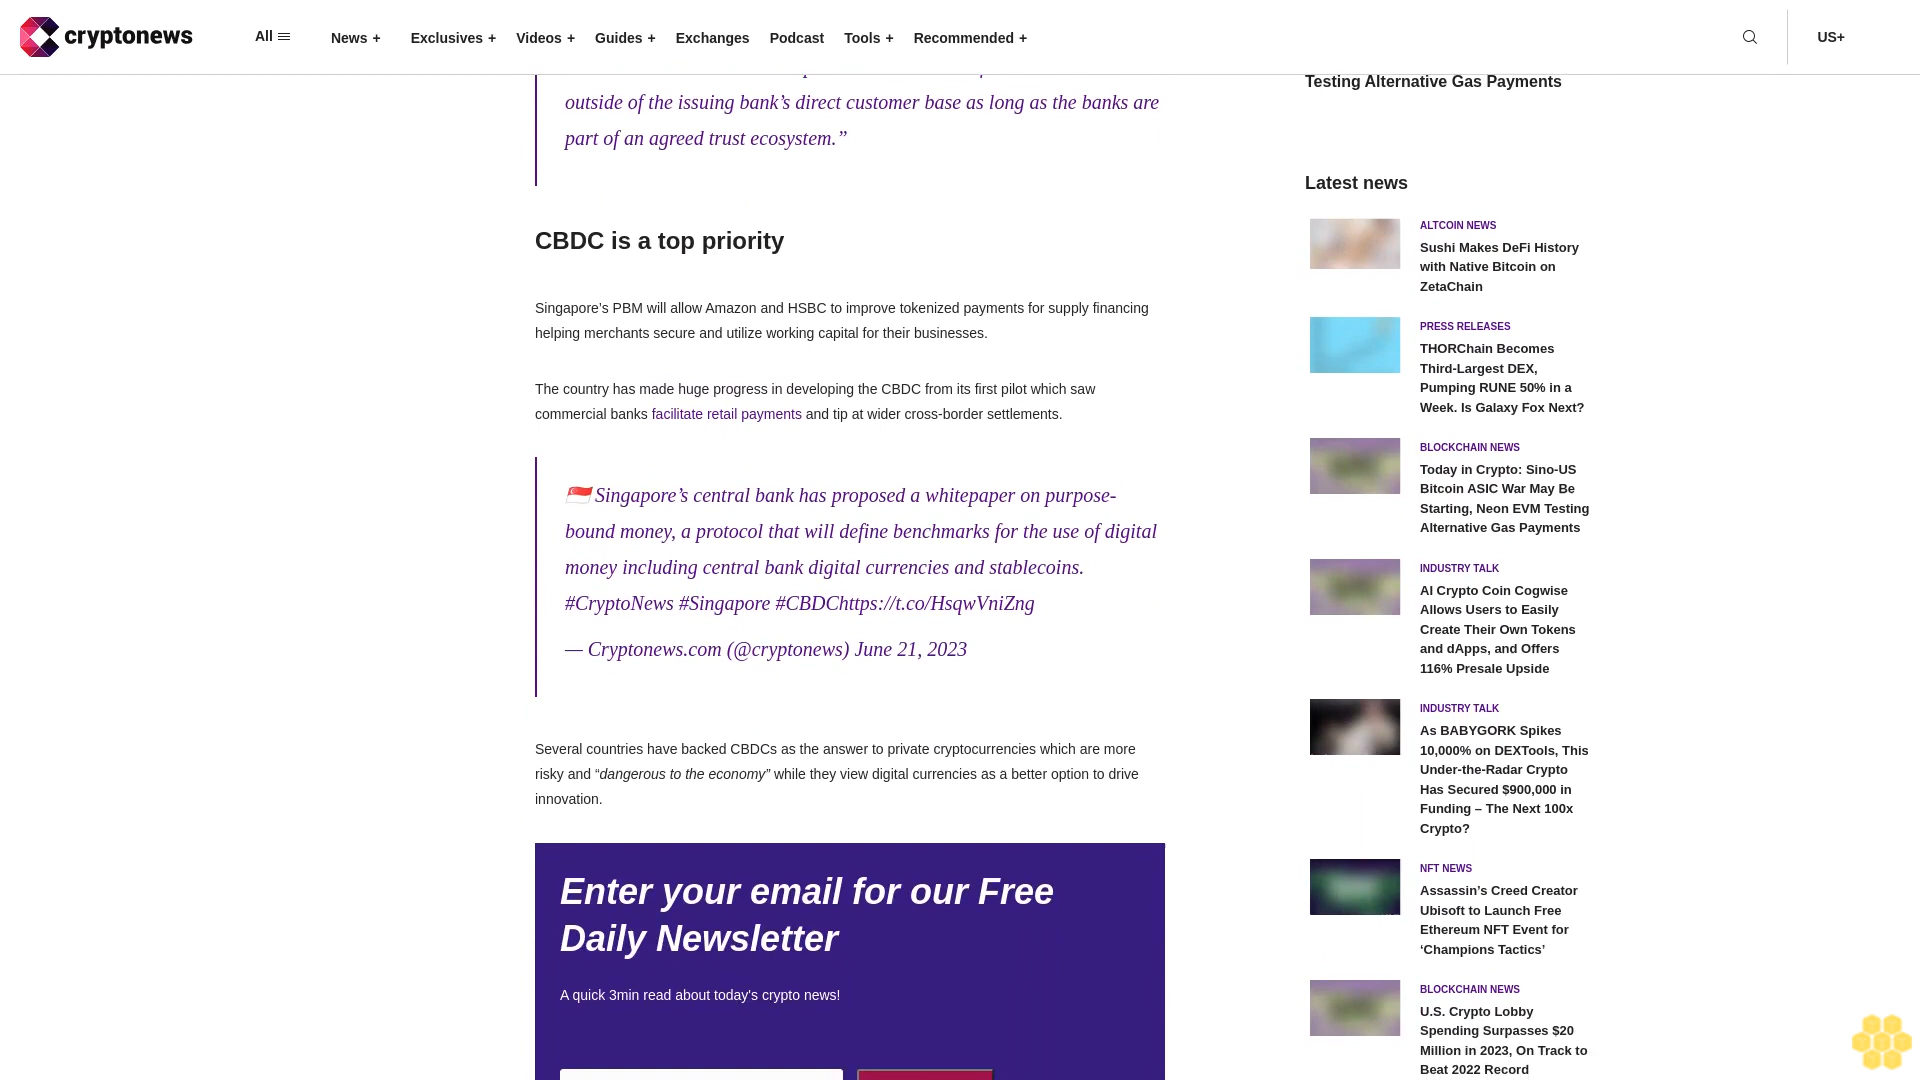 cryptonews
All
News +
Exclusives +
Videos +
Guides +
Exchanges
Podcast
Tools +
Recommended +
US+
outside of the issuing bank’s direct customer base as long as the banks are
part of an agreed trust ecosystem.”
CBDC is a top priority
Singapore’s PBM will allow Amazon and HSBC to improve tokenized payments for supply financing
helping merchants secure and utilize working capital for their businesses.
The country has made huge progress in developing the CBDC from its first pilot which saw
commercial banks facilitate retail payments and tip at wider cross-border settlements.
Singapore’s central bank has proposed a whitepaper on purpose-
bound money, a protocol that will define benchmarks for the use of digital
money including central bank digital currencies and stablecoins.
#CryptoNews #Singapore #CBDChttps://t.co/HsqwVniZng
— Cryptonews.com (@cryptonews) June 21, 2023
Several countries have backed CBDCs as the answer to private cryptocurrencies which are more
risky and “dangerous to the economy” while they view digital currencies as a better option to drive
innovation.
Enter your email for our Free
Daily Newsletter
A quick 3min read about today's crypto news!
Testing Alternative Gas Payments
Latest news
ALTCOIN NEWS
Sushi Makes DeFi History
with Native Bitcoin on
ZetaChain
PRESS RELEASES
THORChain Becomes
Third-Largest DEX,
Pumping RUNE 50% in a
Week. Is Galaxy Fox Next?
BLOCKCHAIN NEWS
Today in Crypto: Sino-US
Bitcoin ASIC War May Be
Starting, Neon EVM Testing
Alternative Gas Payments
INDUSTRY TALK
AI Crypto Coin Cogwise
Allows Users to Easily
Create Their Own Tokens
and dApps, and Offers
116% Presale Upside
INDUSTRY TALK
As BABYGORK Spikes
10,000% on DEXTools, This
Under-the-Radar Crypto
Has Secured $900,000 in
Funding – The Next 100x
Crypto?
NFT NEWS
Assassin’s Creed Creator
Ubisoft to Launch Free
Ethereum NFT Event for
‘Champions Tactics’
BLOCKCHAIN NEWS
U.S. Crypto Lobby
Spending Surpasses $20
Million in 2023, On Track to
Beat 2022 Record